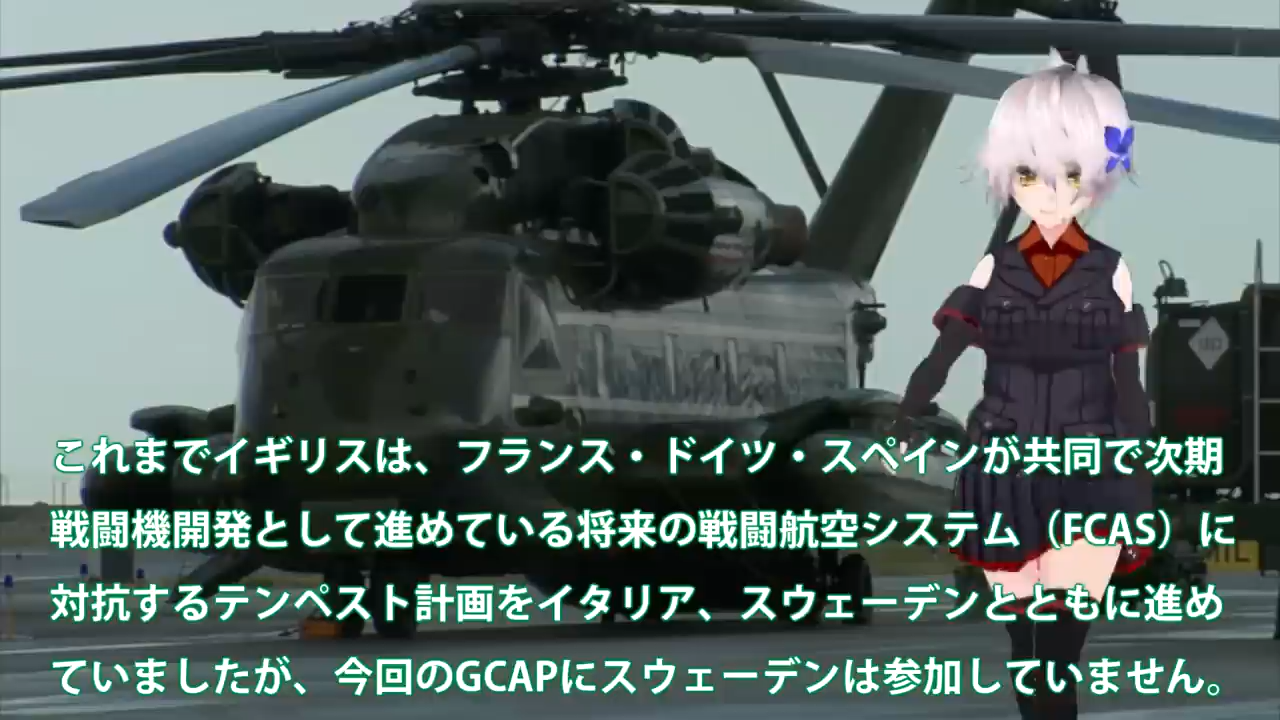 これまでイギリスは、フランス・ドイツ・スペインが共同で次期
戦闘機開発として進めている将来の戦闘航空システム（FCAS）に
対抗するテンペスト計画をイタリア、スウェーデンとともに進め
ていましたが、今回のGCAPにスウェーデンは参加していません。